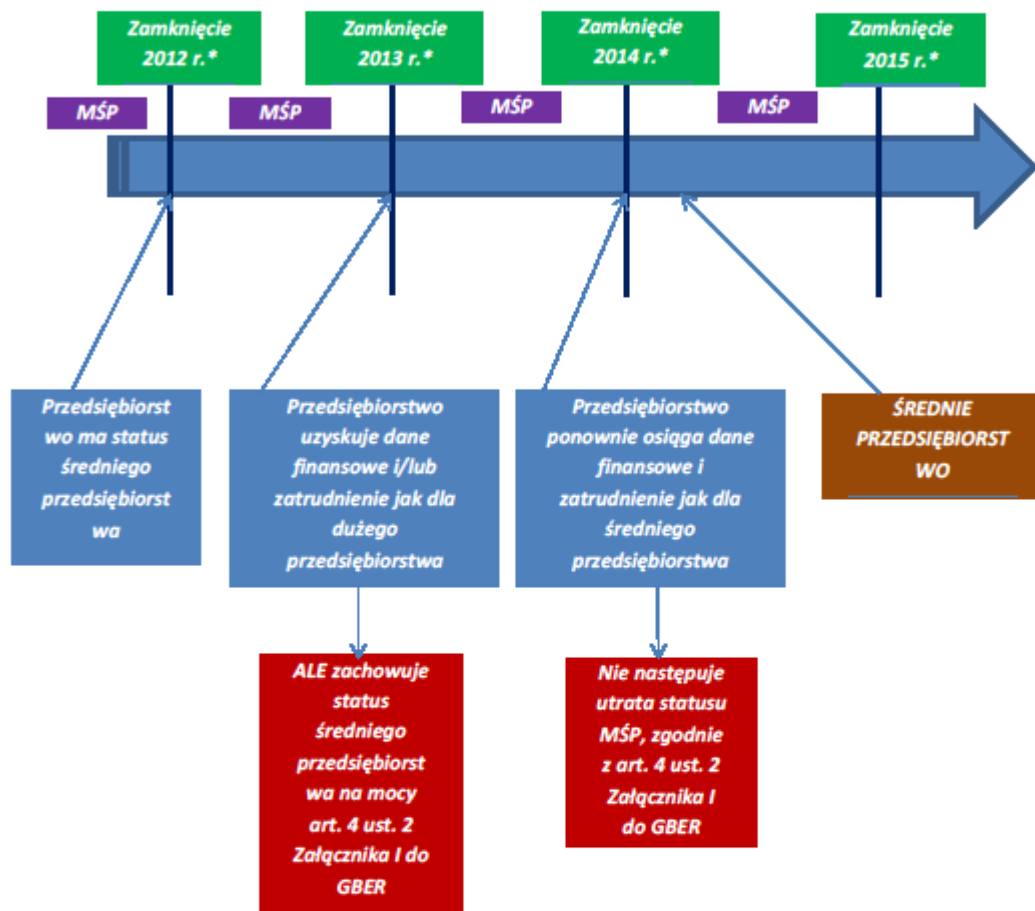 Zamknięcie
2012 r.*
Zamknięcie
2013 r.*
Zamknięcie
2014 r.*
Zamknięcie
2015 r.*
MŚP
MŚP
MŚP
MŚP
Przedsiębiorst
wo ma status
średniego
przedsiębiorst
wa
Przedsiębiorstwo
uzyskuje dane
finansowe i/lub
zatrudnienie jak dla
dużego
przedsiębiorstwa
Przedsiębiorstwo
ponownie osiąga dane
finansowe i
zatrudnienie jak dla
średniego
przedsiębiorstwa
ŚREDNIE
PRZEDSIĘBIORST
WO
ALE zachowuje
status
średniego
przedsiębiorst
wa na mocy
art. 4 ust. 2
Załącznika I do
GBER
Nie następuje
utrata statusu
MŚP, zgodnie
z art. 4 ust. 2
Załącznika I
do GBER